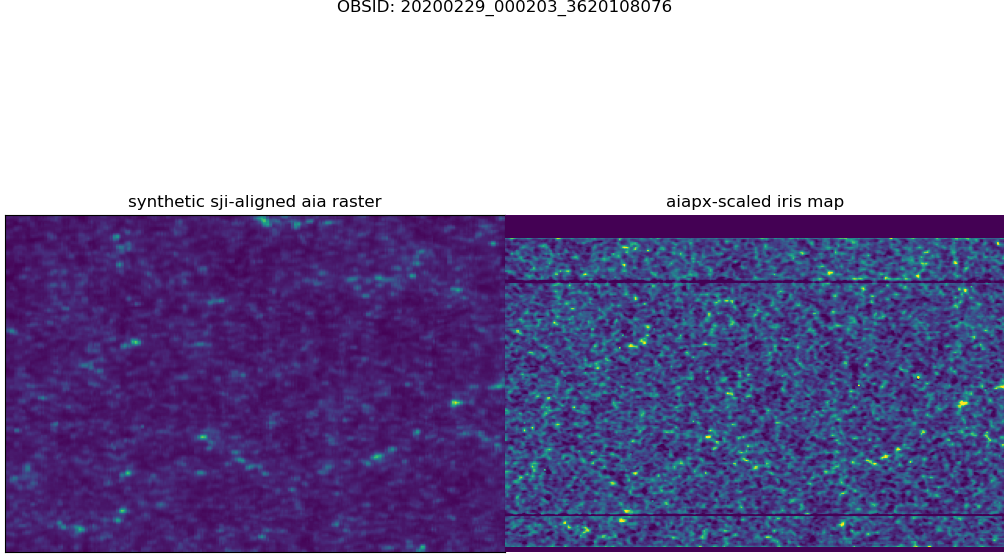 OBSID: 20200229_000203_3620108076
synthetic sji-aligned aia raster
aiapx-scaled iris map